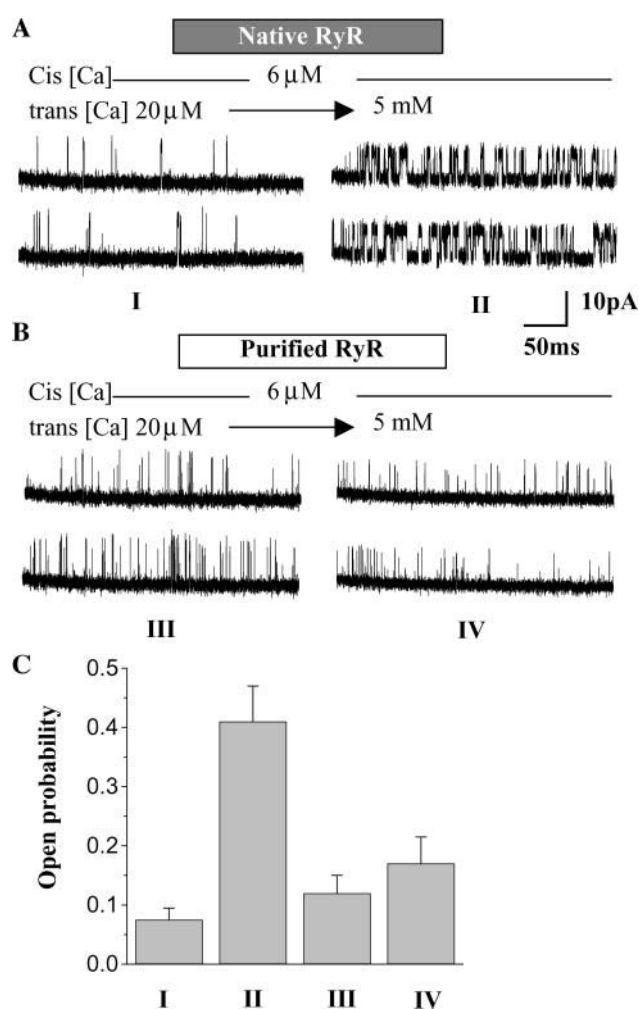 A
Native RyR
Cis [Ca] 6 μM
trans [Ca] 20 μM 5 mM
I II 10pA
50ms
B
Purified RyR
Cis [Ca] 6 μM
trans [Ca] 20 μM 5 mM
III IV
C
Open probability
0.5
0.4
0.3
0.2
0.1
0.0
I II III IV